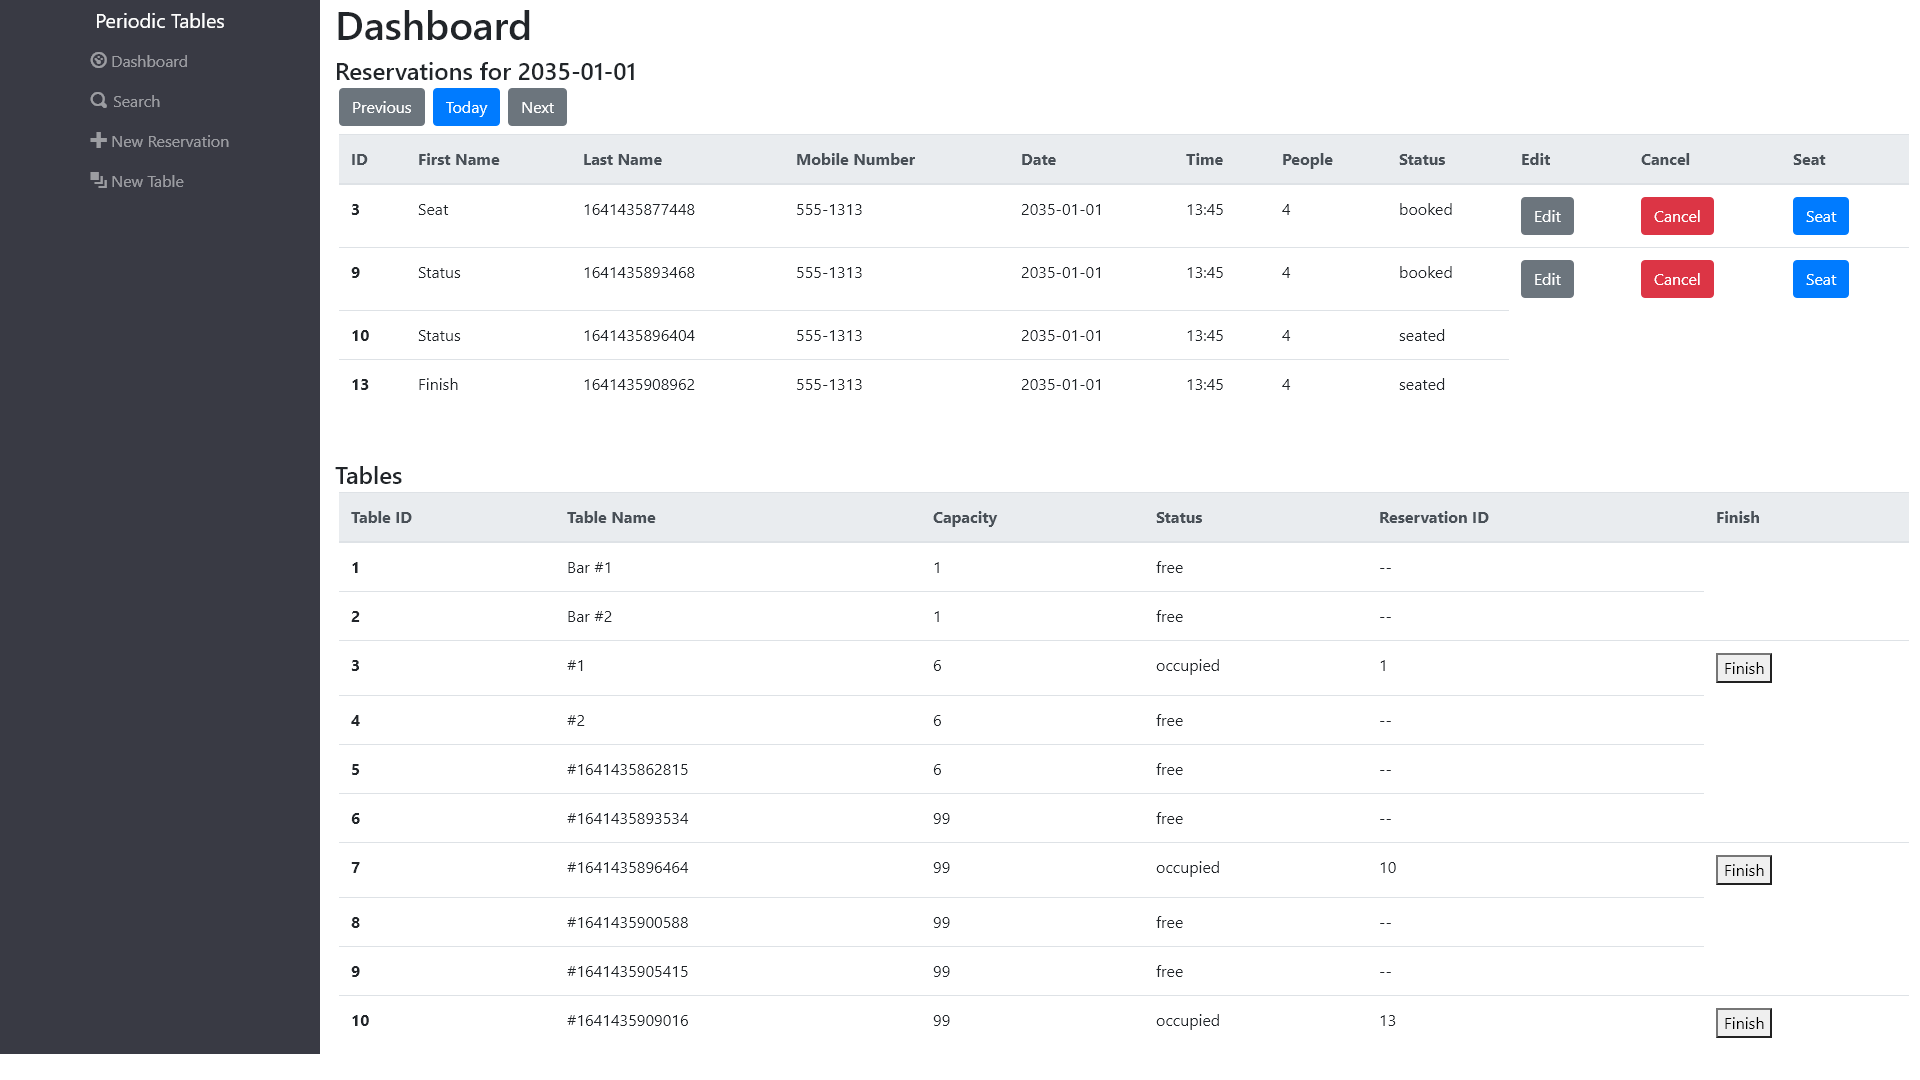 Periodic Tables
Dashboard
Search
New Reservation
New Table
Dashboard
Reservations for 2035-01-01
Previous Today Next
ID First Name Last Name Mobile Number Date Time People Status Edit Cancel Seat
3 Seat 1641435877448 555-1313 2035-01-01 13:45 4 booked Edit Cancel Seat
9 Status 1641435893468 555-1313 2035-01-01 13:45 4 booked Edit Cancel Seat
10 Status 1641435896404 555-1313 2035-01-01 13:45 4 seated
13 Finish 1641435908962 555-1313 2035-01-01 13:45 4 seated
Tables
Table ID Table Name Capacity Status Reservation ID Finish
1 Bar #1 1 free --
2 Bar #2 1 free --
3 #1 6 occupied 1 Finish
4 #2 6 free --
5 #1641435862815 6 free --
6 #1641435893534 99 free --
7 #1641435896464 99 occupied 10 Finish
8 #1641435900588 99 free --
9 #1641435905415 99 free --
10 #1641435909016 99 occupied 13 Finish